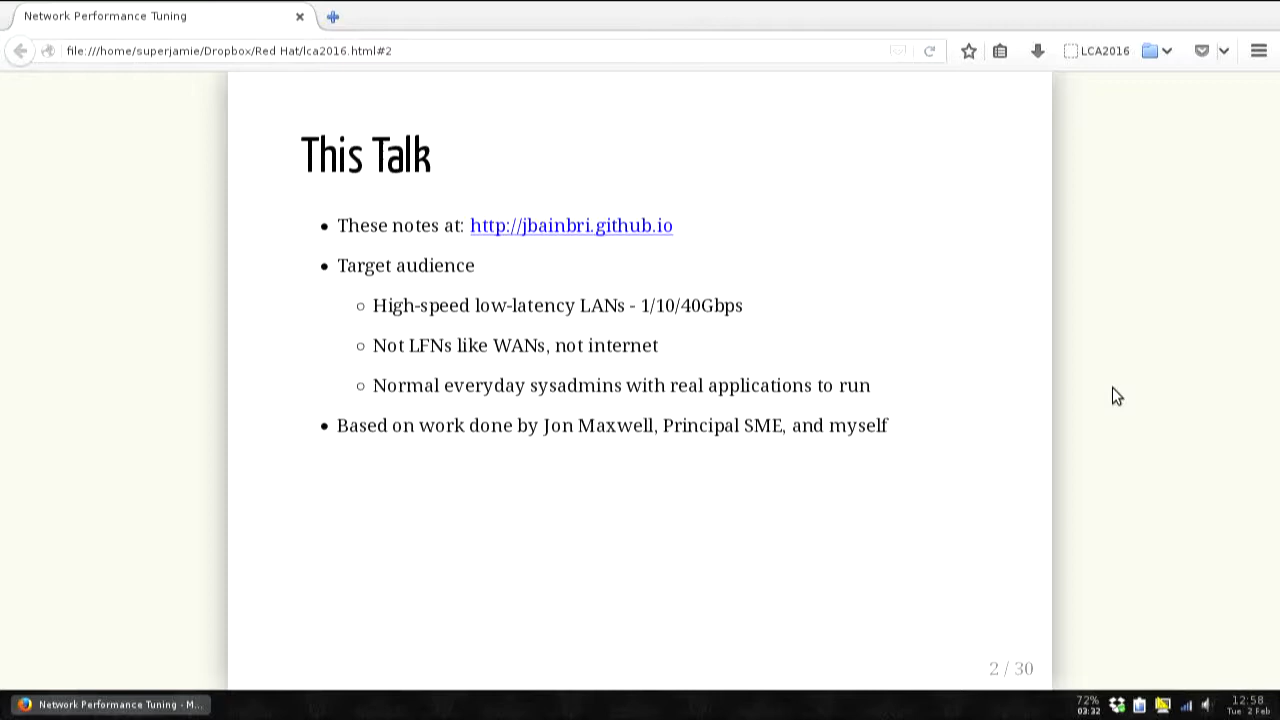 Network Performance Tuning
file:///home/superjamie/Dropbox/Red Hat/lca2016.html#2
LCA2016
This Talk
• These notes at: http://jbainbri.github.io
• Target audience
○ High-speed low-latency LANs - 1/10/40Gbps
○ Not LFNs like WANs, not internet
○ Normal everyday sysadmins with real applications to run
• Based on work done by Jon Maxwell, Principal SME, and myself
2 / 30
Network Performance Tuning - M...
72%
03:32
12:58
Tue 2 Feb